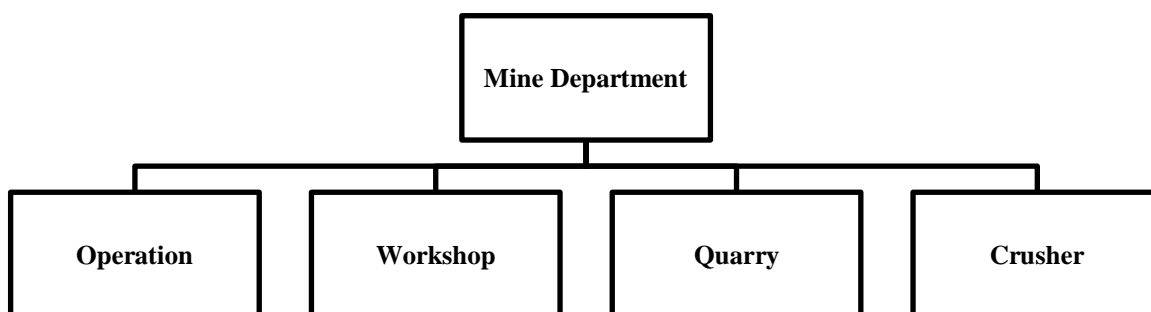 Mine Department
Operation
Workshop
Quarry
Crusher